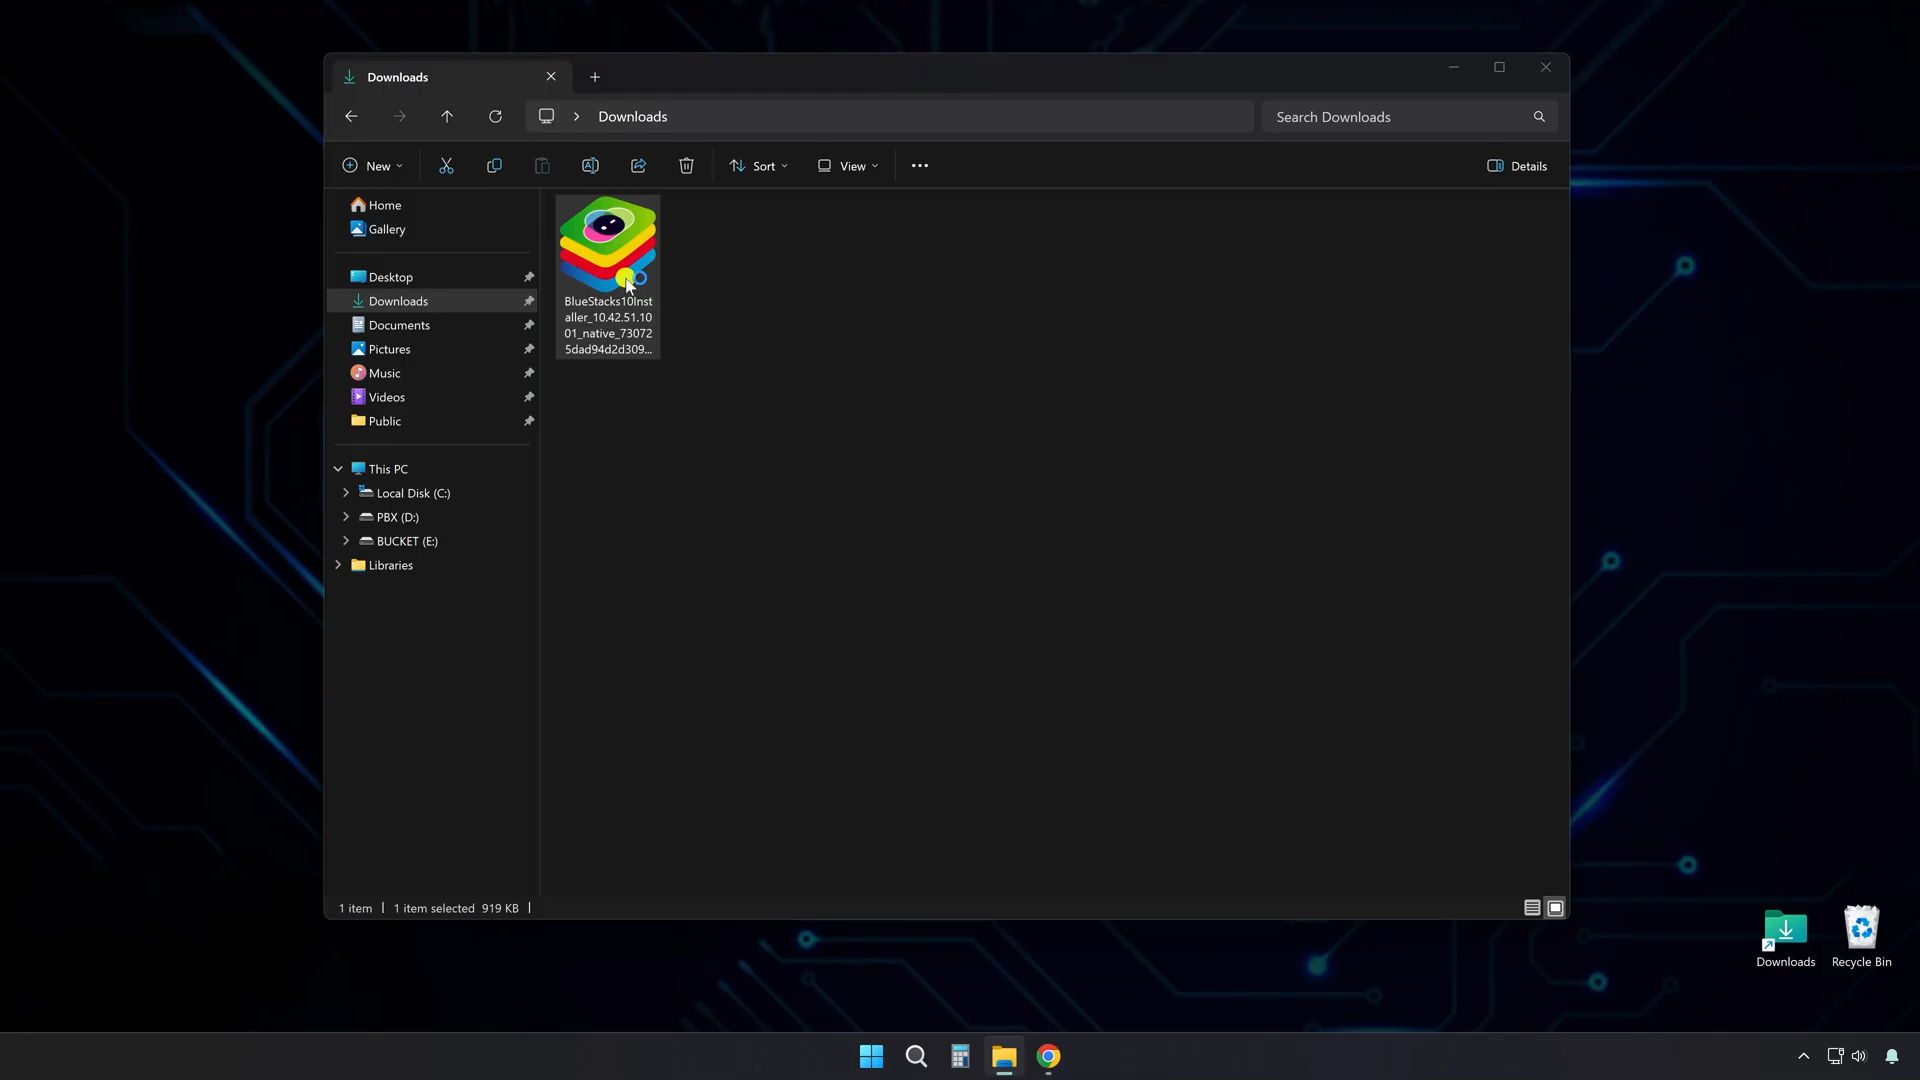 Downloads
Downloads
Search Downloads
New
Sort
View
Details
Home
Gallery
Desktop
Downloads
Documents
Pictures
Music
Videos
Public
This PC
Local Disk (C:)
PBX (D:)
BUCKET (E:)
Libraries
BlueStacks10Inst
aller_10.42.51.10
01_native_73072
5dad94d2d309...
1 item
1 item selected 919 KB
Downloads
Recycle Bin